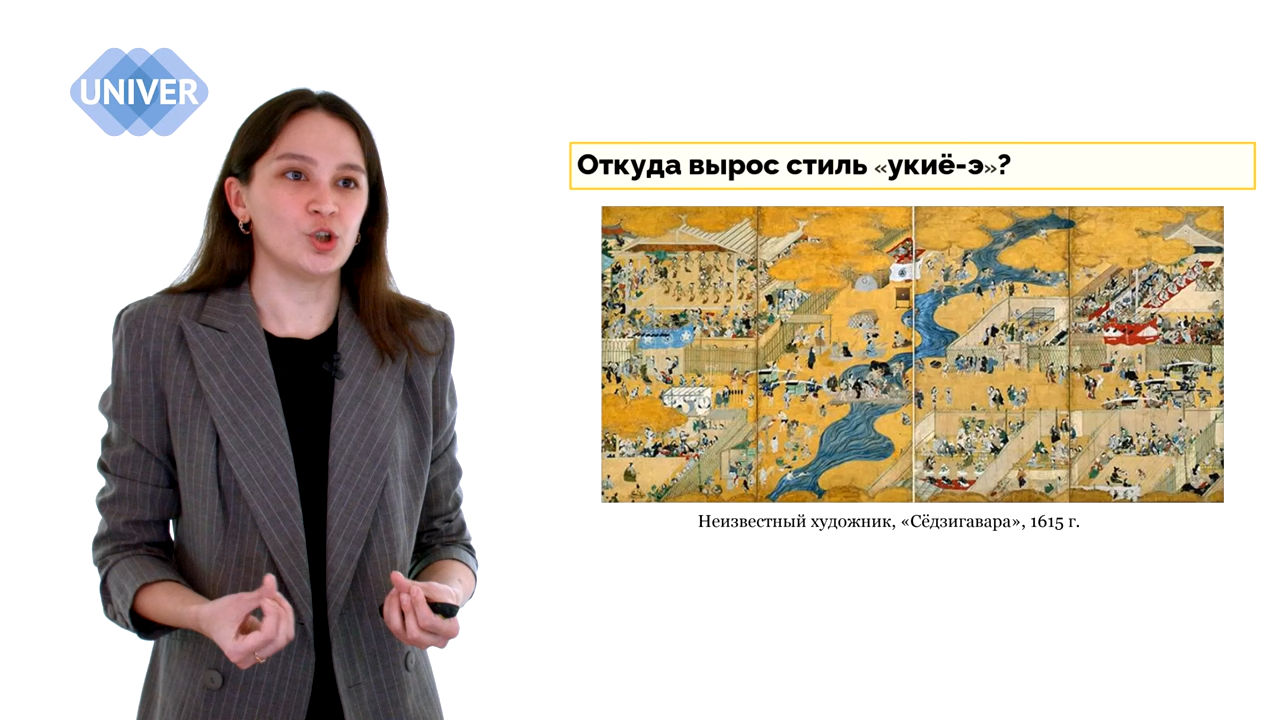 UNIVER
Откуда вырос стиль «укиё-э»?
Неизвестный художник, «Сёдзигавара», 1615 г.